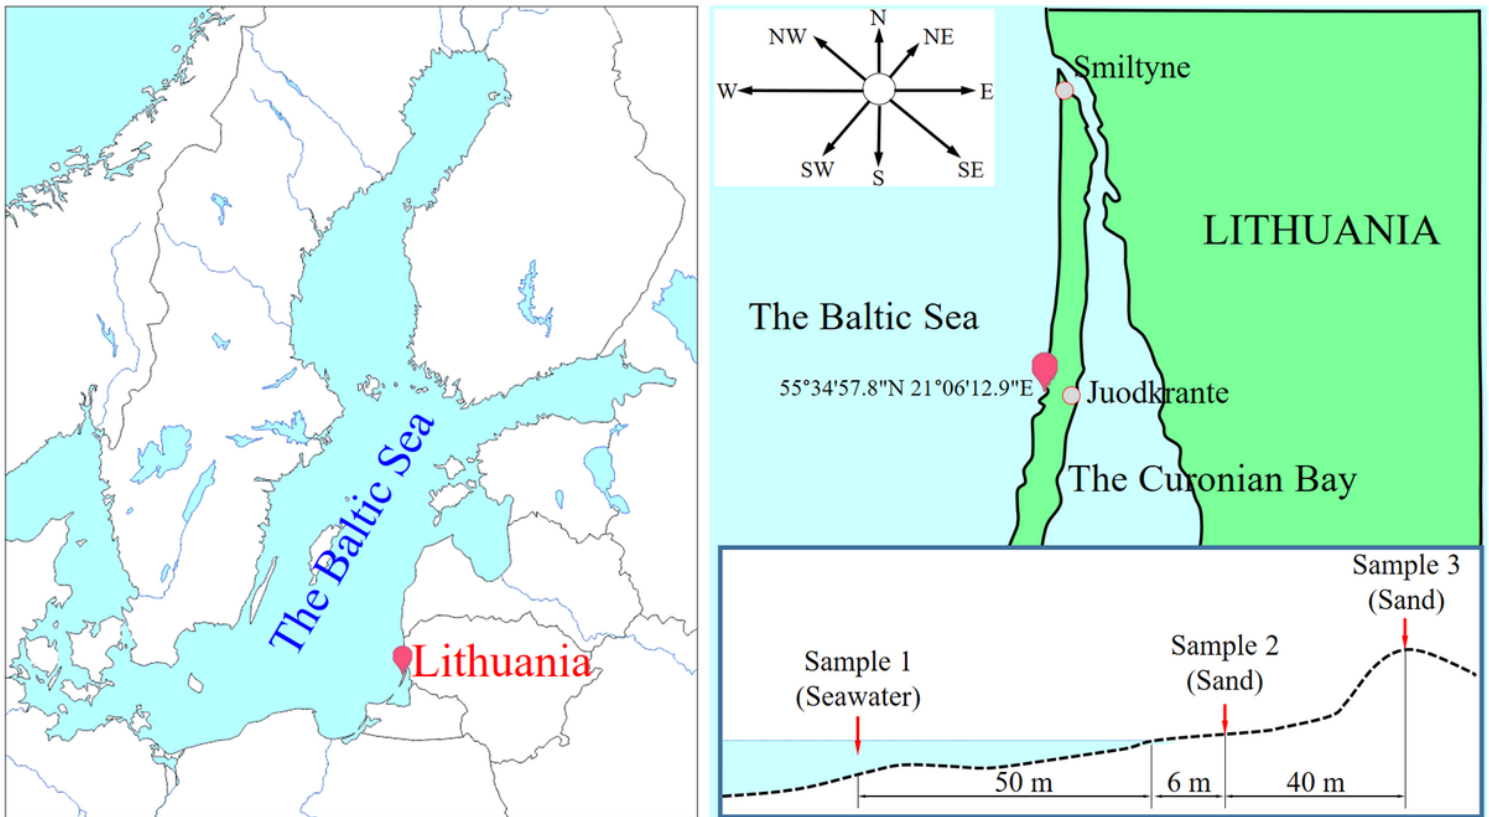 The Baltic Sea
Lithuania
N
NW
NE
W
E
SW
SE
S
Smiltyne
LITHUANIA
The Baltic Sea
55°34'57.8"N 21°06'12.9"E
Juodkrante
The Curonian Bay
Sample 3
(Sand)
Sample 2
(Sand)
Sample 1
(Seawater)
50 m
6 m
40 m